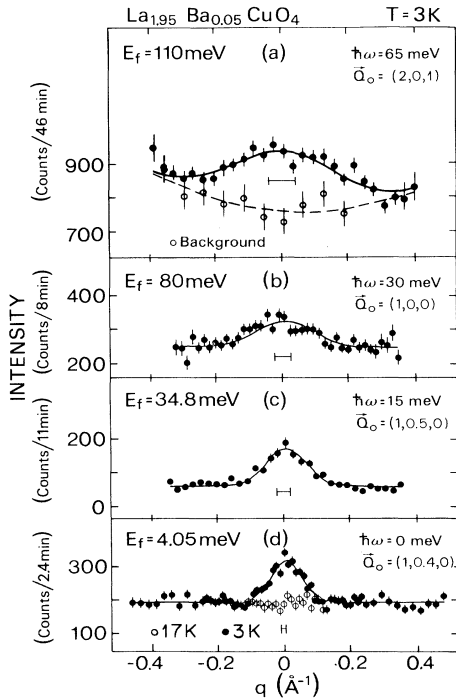 La1.95 Ba0.05 CuO4 T = 3K
Ef = 110meV (a) ħω = 65 meV
Q⃗o = (2,0,1)
(Counts/46 min)
900
700
o Background
Ef = 80meV (b) ħω = 30 meV
Q⃗o = (1,0,0)
(Counts/8min)
400
200
INTENSITY
Ef = 34.8meV (c) ħω = 15 meV
Q⃗o = (1,0.5,0)
(Counts/11min)
200
0
Ef = 4.05meV (d) ħω = 0 meV
Q⃗o = (1,0.4,0)
(Counts/2.4min)
300
100
o 17K ● 3K
-0.4 -0.2 0 0.2 0.4
q (Å-1)